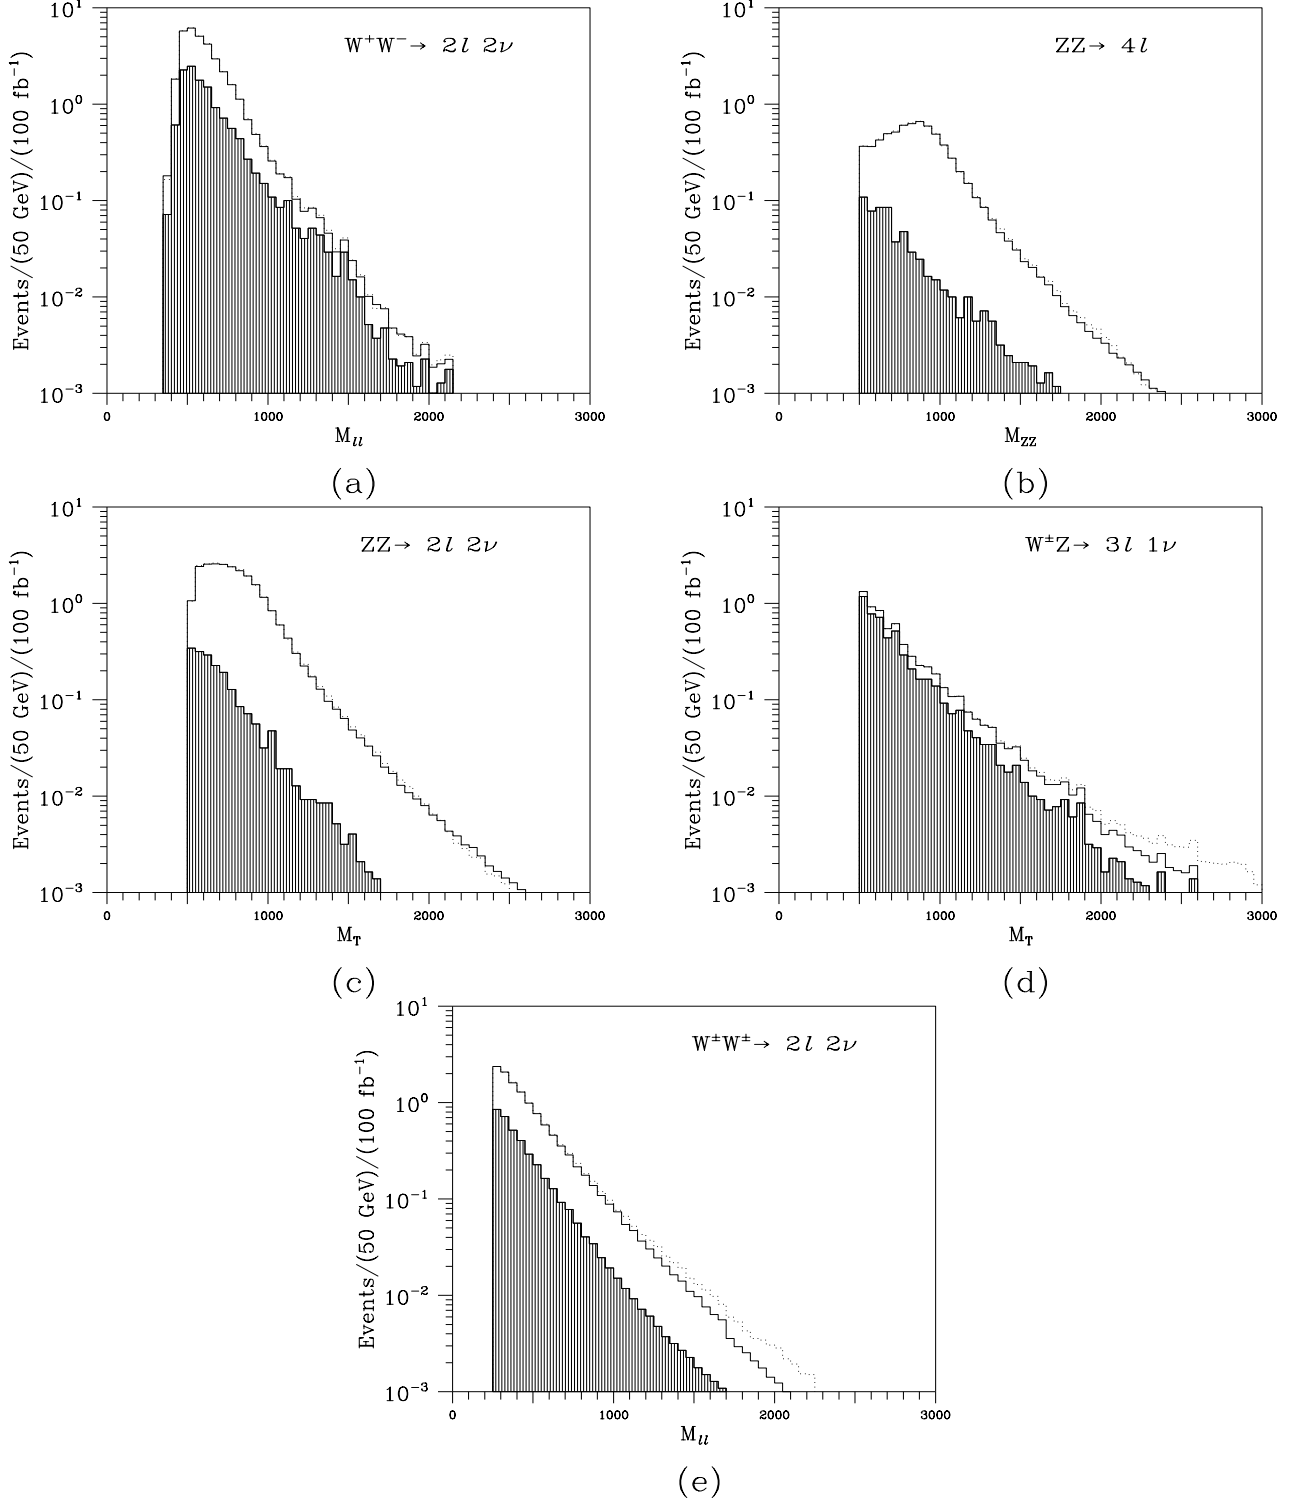 W⁺W⁻→ 2l 2ν
Events/(50 GeV)/(100 fb⁻¹)
10¹
10⁰
10⁻¹
10⁻²
10⁻³
0 1000 2000 3000
M_ll
(a)
ZZ→ 4l
Events/(50 GeV)/(100 fb⁻¹)
10¹
10⁰
10⁻¹
10⁻²
10⁻³
0 1000 2000 3000
M_ZZ
(b)
ZZ→ 2l 2ν
Events/(50 GeV)/(100 fb⁻¹)
10¹
10⁰
10⁻¹
10⁻²
10⁻³
0 1000 2000 3000
M_T
(c)
W±Z→ 3l 1ν
Events/(50 GeV)/(100 fb⁻¹)
10¹
10⁰
10⁻¹
10⁻²
10⁻³
0 1000 2000 3000
M_T
(d)
W±W±→ 2l 2ν
Events/(50 GeV)/(100 fb⁻¹)
10¹
10⁰
10⁻¹
10⁻²
10⁻³
0 1000 2000 3000
M_ll
(e)